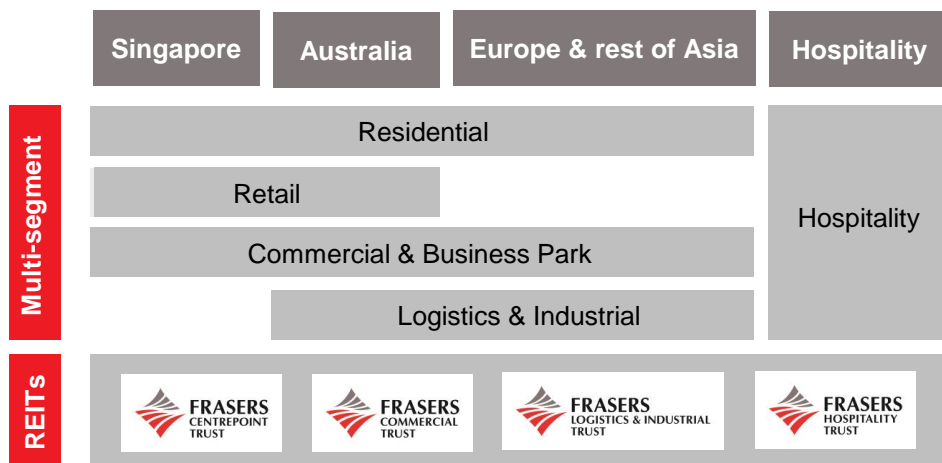 Singapore
Australia
Europe & rest of Asia
Hospitality
Multi-segment
Residential
Retail
Commercial & Business Park
Logistics & Industrial
Hospitality
REITs
FRASERS
CENTREPOINT
TRUST
FRASERS
COMMERCIAL
TRUST
FRASERS
LOGISTICS & INDUSTRIAL
TRUST
FRASERS
HOSPITALITY
TRUST